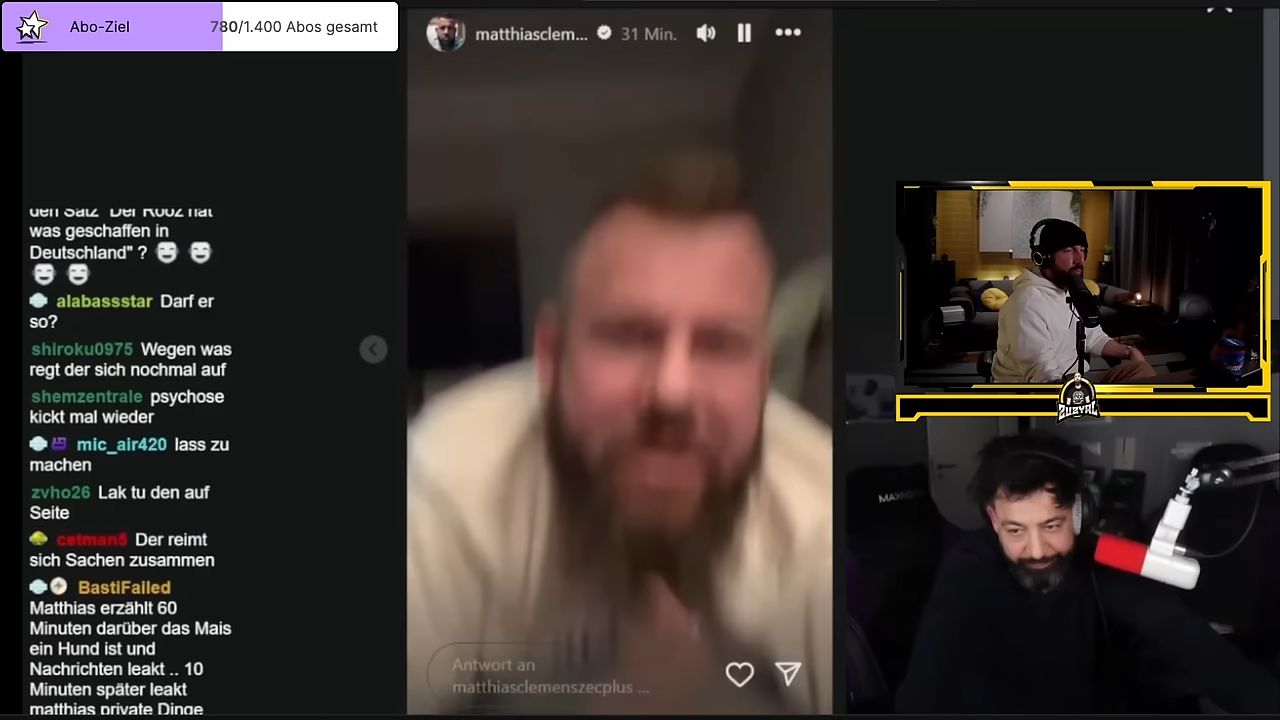 Abo-Ziel
780/1.400 Abos gesamt
matthiasclem... 31 Min.
den Satz "Der Rooz hat
was geschaffen in
Deutschland" ?
alabassstar Darf er
so?
shiroku0975 Wegen was
regt der sich nochmal auf
shemzentrale psychose
kickt mal wieder
mic_air420 lass zu
machen
zvho26 Lak tu den auf
Seite
cetman5 Der reimt
sich Sachen zusammen
BastiFailed
Matthias erzählt 60
Minuten darüber das Mais
ein Hund ist und
Nachrichten leakt .. 10
Minuten später leakt
matthias private Dinge
Antwort an
matthiasclemenszecplus ...
ZUBYAL